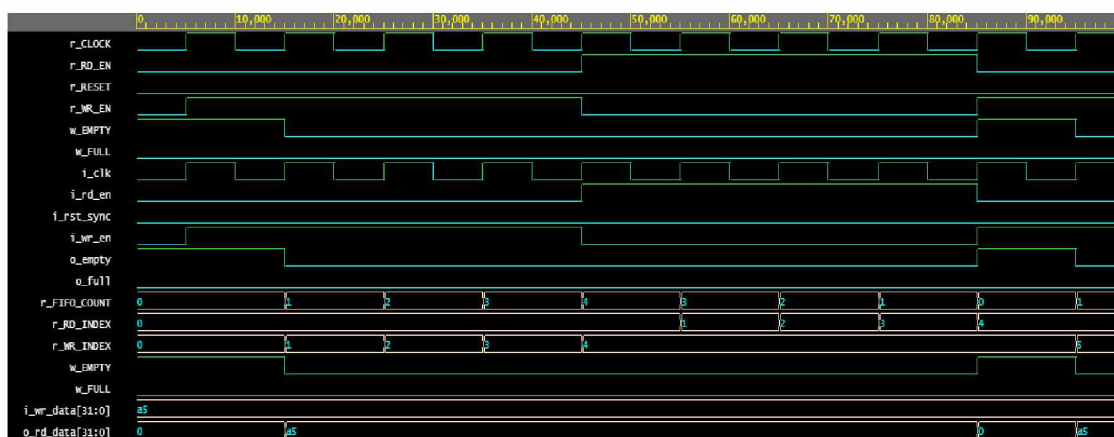 0 10,000 20,000 30,000 40,000 50,000 60,000 70,000 80,000 90,000
r_CLOCK
r_RD_EN
r_RESET
r_WR_EN
w_EMPTY
w_FULL
i_clk
i_rd_en
i_rst_sync
i_wr_en
o_empty
o_full
r_FIFO_COUNT 0 1 2 3 4 3 2 1 0 1
r_RD_INDEX 0 1 2 3 4
r_WR_INDEX 0 1 2 3 4 5
w_EMPTY
w_FULL
i_wr_data[31:0] a5
o_rd_data[31:0] 0 a5 0 a5